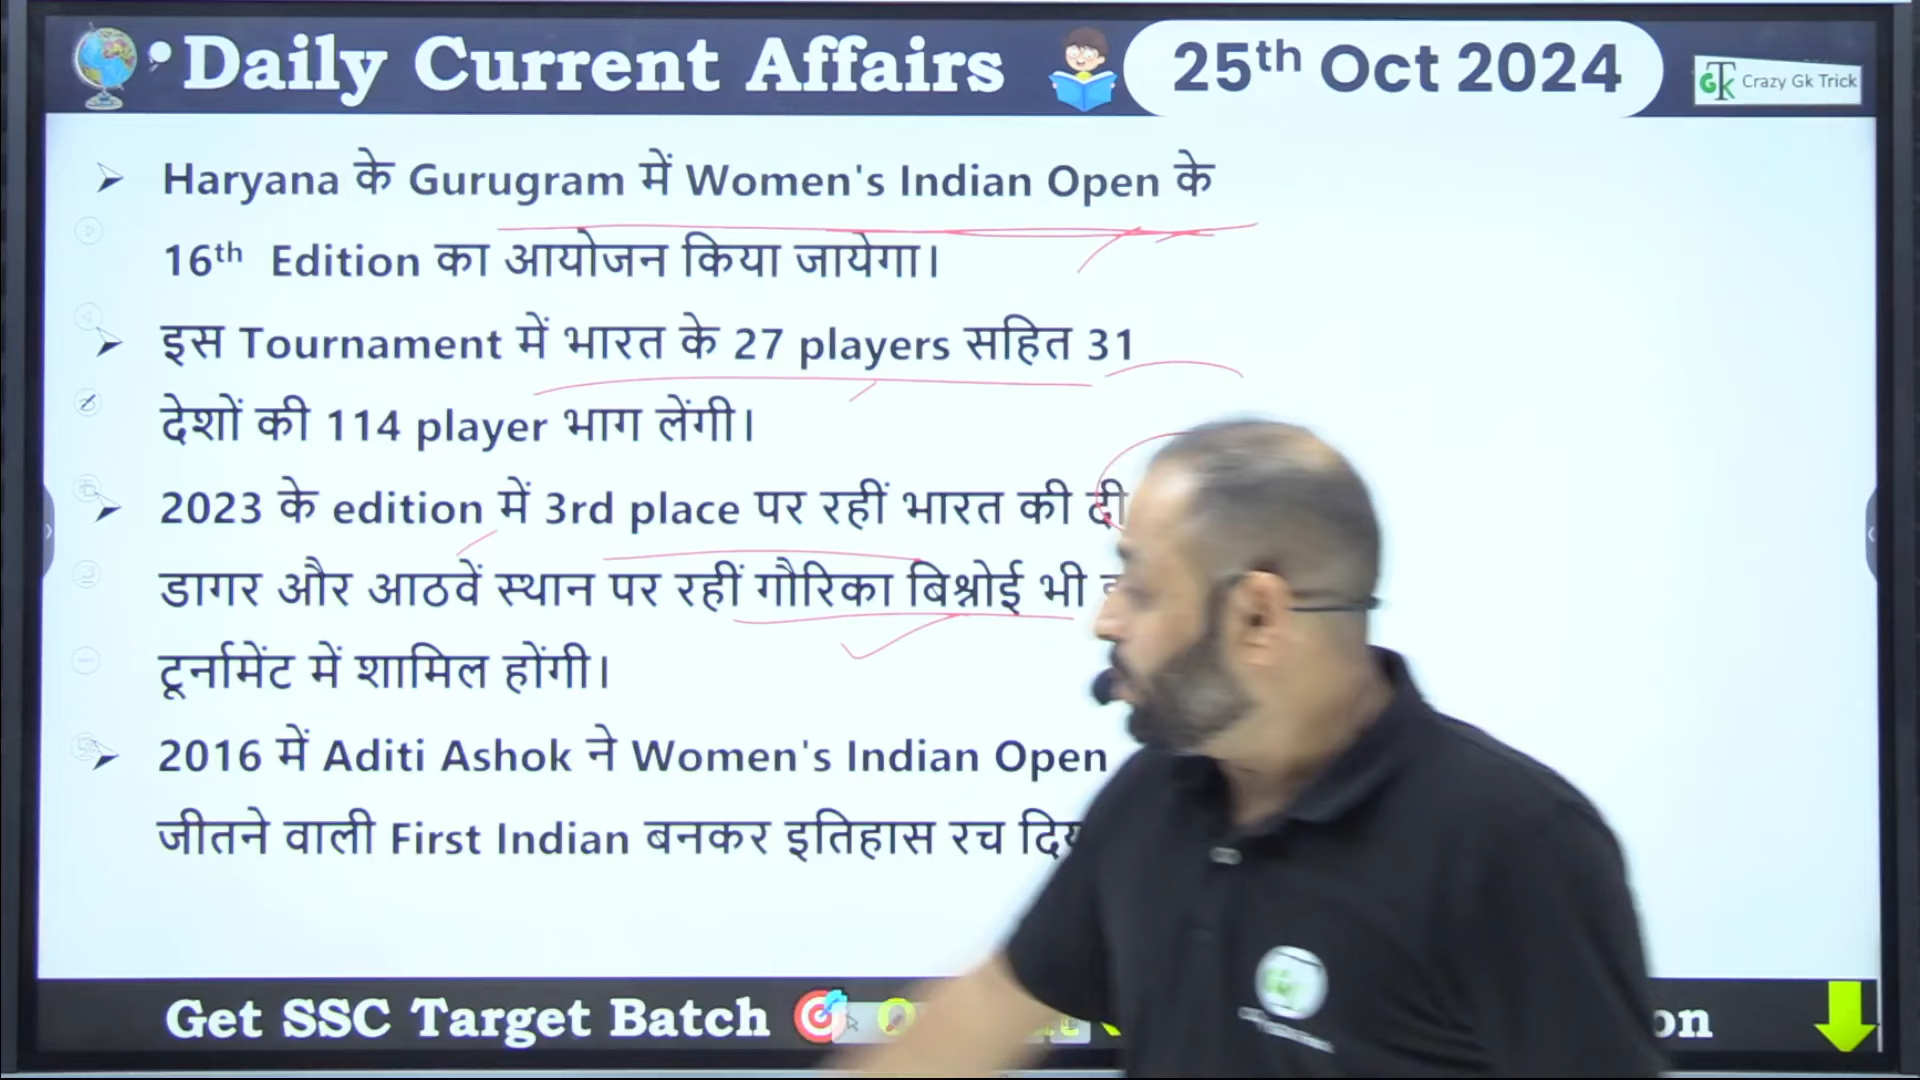 Daily Current Affairs
25th Oct 2024
GTK Crazy Gk Trick
Haryana के Gurugram में Women's Indian Open के
16th Edition का आयोजन किया जायेगा।
इस Tournament में भारत के 27 players सहित 31
देशों की 114 player भाग लेंगी।
2023 के edition में 3rd place पर रहीं भारत की
डागर और आठवें स्थान पर रहीं गौरिका बिश्नोई भी
टूर्नामेंट में शामिल होंगी।
2016 में Aditi Ashok ने Women's Indian Open
जीतने वाली First Indian बनकर इतिहास रच
Get SSC Target Batch